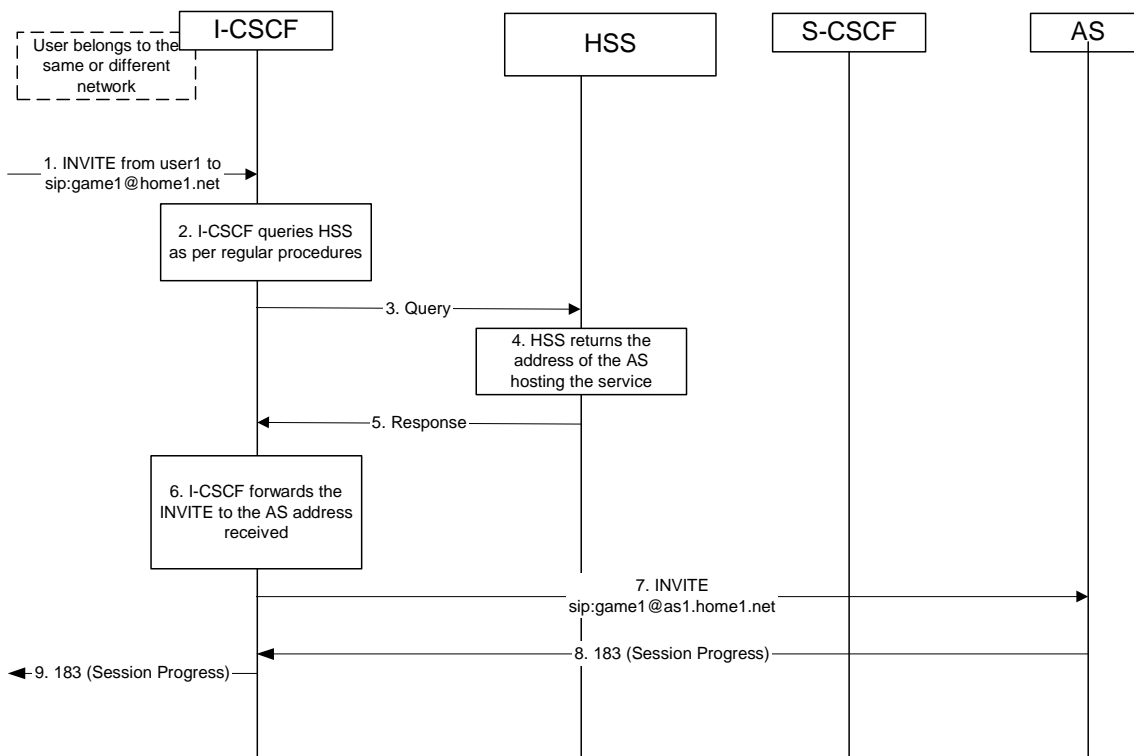 I-CSCF
HSS
S-CSCF
AS
User belongs to the
same or different
network
1. INVITE from user1 to
sip:game1@home1.net
2. I-CSCF queries HSS
as per regular procedures
3. Query
4. HSS returns the
address of the AS
hosting the service
5. Response
6. I-CSCF forwards the
INVITE to the AS address
received
7. INVITE
sip:game1@as1.home1.net
8. 183 (Session Progress)
9. 183 (Session Progress)